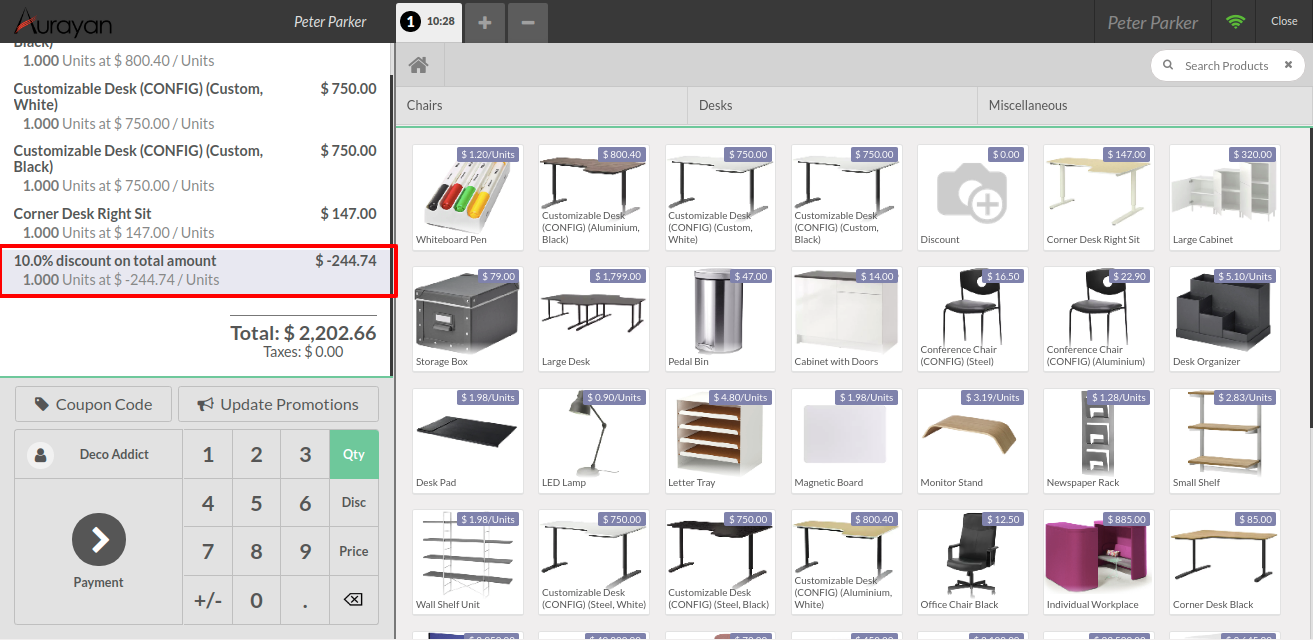 Aurayan
Peter Parker
1 10:28
+
−
Peter Parker
Close
Black)
1.000 Units at $ 800.40 / Units
Customizable Desk (CONFIG) (Custom, White) $ 750.00
1.000 Units at $ 750.00 / Units
Customizable Desk (CONFIG) (Custom, Black) $ 750.00
1.000 Units at $ 750.00 / Units
Corner Desk Right Sit $ 147.00
1.000 Units at $ 147.00 / Units
10.0% discount on total amount $ -244.74
1.000 Units at $ -244.74 / Units
Total: $ 2,202.66
Taxes: $ 0.00
Coupon Code
Update Promotions
Deco Addict
Payment
1 2 3 Qty
4 5 6 Disc
7 8 9 Price
+/- 0 .
Search Products
Chairs
Desks
Miscellaneous
$ 1.20/Units
Whiteboard Pen
$ 800.40
Customizable Desk
(CONFIG) (Aluminium,
Black)
$ 750.00
Customizable Desk
(CONFIG) (Custom,
White)
$ 750.00
Customizable Desk
(CONFIG) (Custom,
Black)
$ 0.00
Discount
$ 147.00
Corner Desk Right Sit
$ 320.00
Large Cabinet
$ 79.00
Storage Box
$ 1,799.00
Large Desk
$ 47.00
Pedal Bin
$ 14.00
Cabinet with Doors
$ 16.50
Conference Chair
(CONFIG) (Steel)
$ 22.90
Conference Chair
(CONFIG) (Aluminium)
$ 5.10/Units
Desk Organizer
$ 1.98/Units
Desk Pad
$ 0.90/Units
LED Lamp
$ 4.80/Units
Letter Tray
$ 1.98/Units
Magnetic Board
$ 3.19/Units
Monitor Stand
$ 1.28/Units
Newspaper Rack
$ 2.83/Units
Small Shelf
$ 1.98/Units
Wall Shelf Unit
$ 750.00
Customizable Desk
(CONFIG) (Steel, White)
$ 750.00
Customizable Desk
(CONFIG) (Steel, Black)
$ 800.40
Customizable Desk
(CONFIG) (Aluminium,
White)
$ 12.50
Office Chair Black
$ 885.00
Individual Workplace
$ 85.00
Corner Desk Black